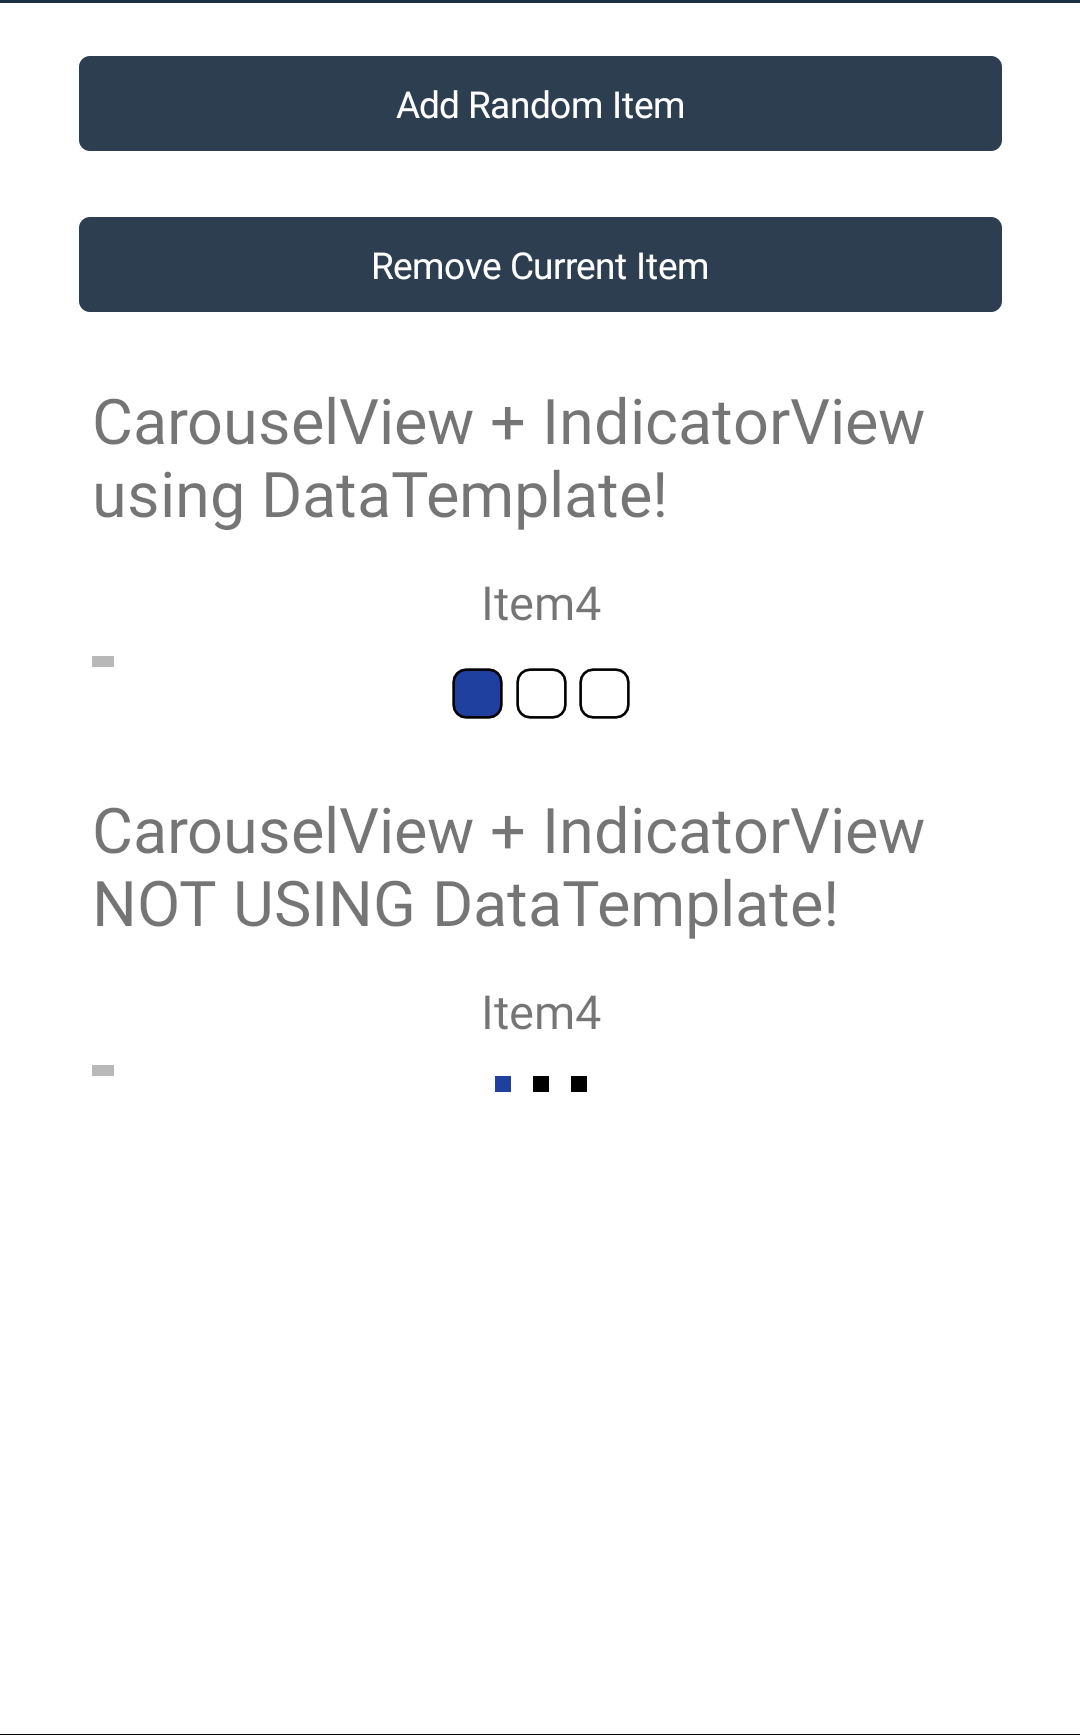 Add Random Item
Remove Current Item
CarouselView + IndicatorView
using DataTemplate!
Item4
CarouselView + IndicatorView
NOT USING DataTemplate!
Item4